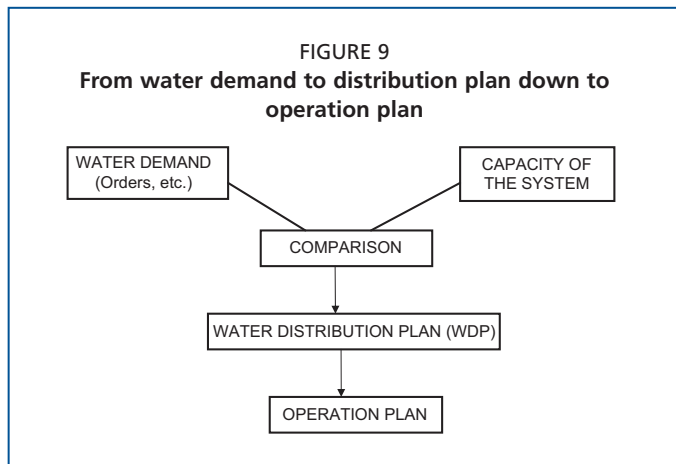 FIGURE 9
From water demand to distribution plan down to
operation plan
WATER DEMAND
(Orders, etc.)
CAPACITY OF
THE SYSTEM
COMPARISON
WATER DISTRIBUTION PLAN (WDP)
OPERATION PLAN